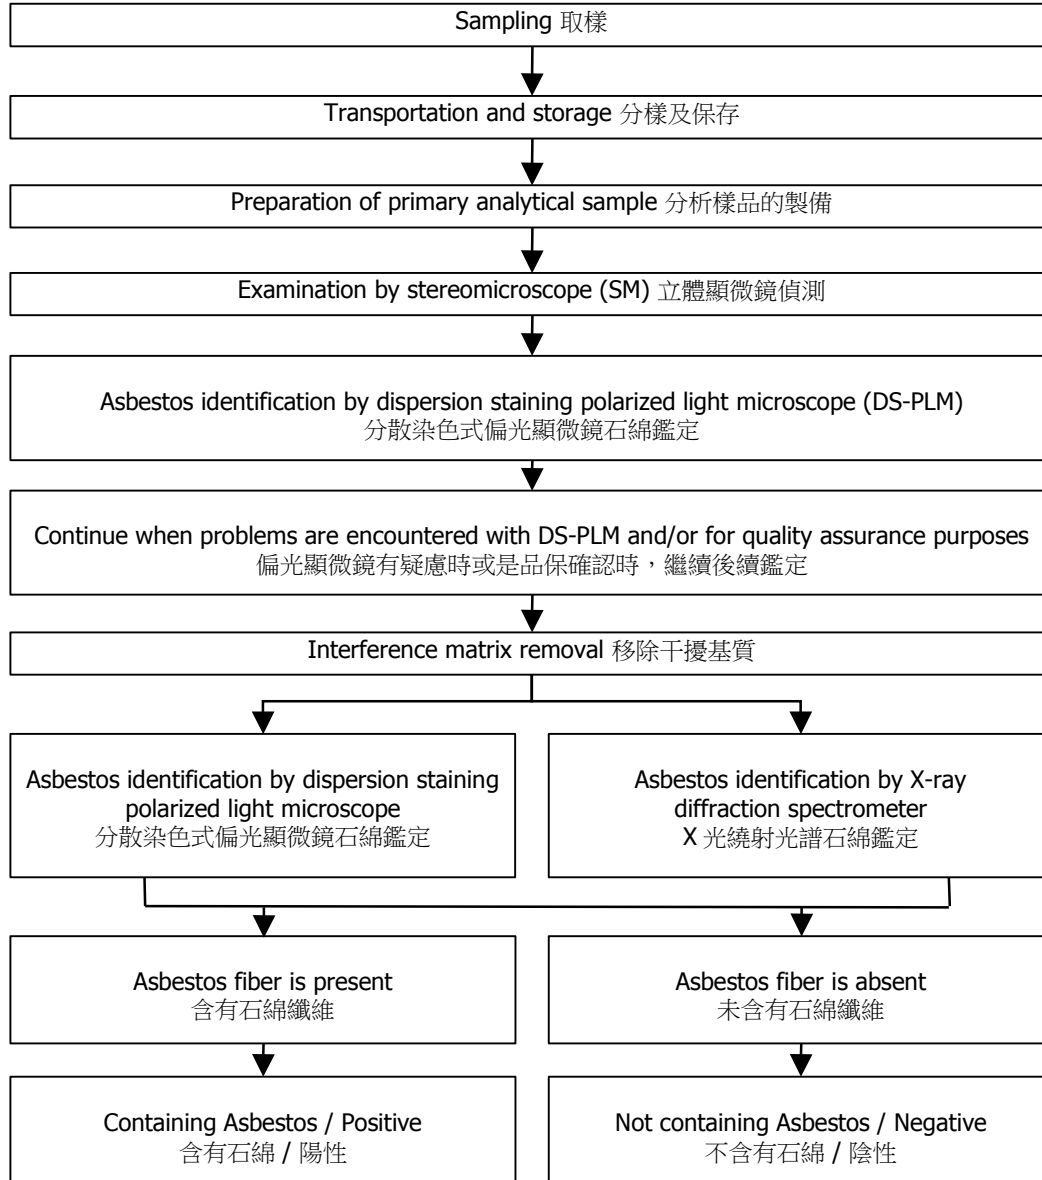 Sampling 取樣
Transportation and storage 分樣及保存
Preparation of primary analytical sample 分析樣品的製備
Examination by stereomicroscope (SM) 立體顯微鏡偵測
Asbestos identification by dispersion staining polarized light microscope (DS-PLM)
分散染色式偏光顯微鏡石綿鑑定
Continue when problems are encountered with DS-PLM and/or for quality assurance purposes
偏光顯微鏡有疑慮時或是品保確認時，繼續後續鑑定
Interference matrix removal 移除干擾基質
Asbestos identification by dispersion staining
polarized light microscope
分散染色式偏光顯微鏡石綿鑑定
Asbestos identification by X-ray
diffraction spectrometer
X 光繞射光譜石綿鑑定
Asbestos fiber is present
含有石綿纖維
Asbestos fiber is absent
未含有石綿纖維
Containing Asbestos / Positive
含有石綿 / 陽性
Not containing Asbestos / Negative
不含有石綿 / 陰性